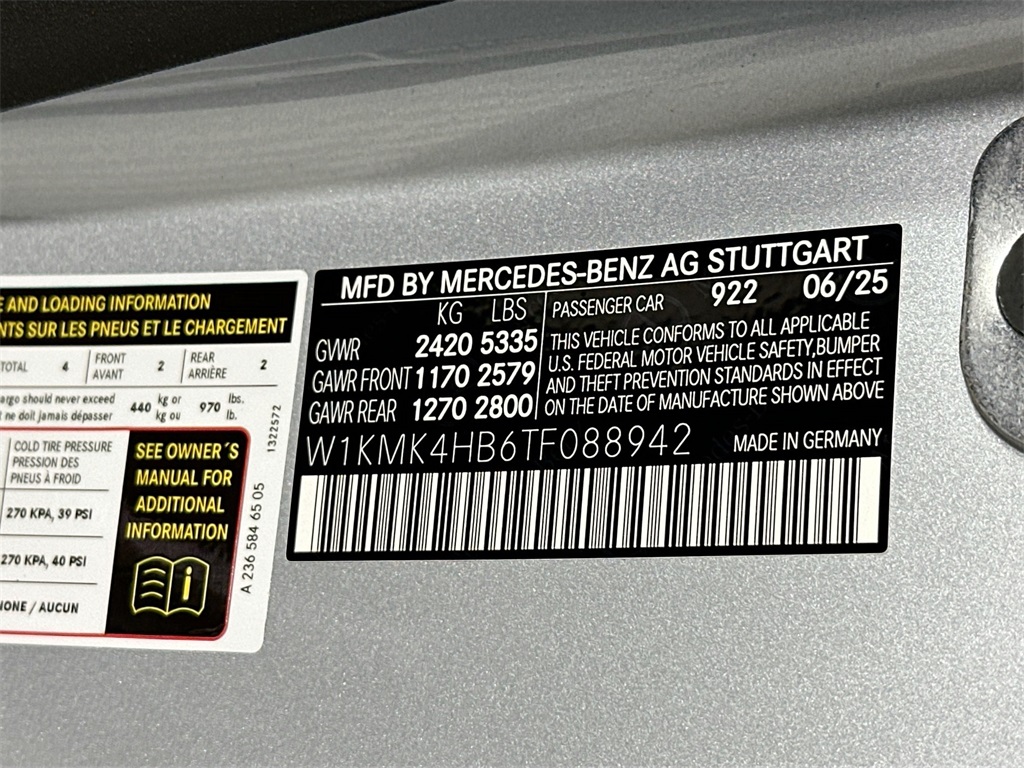 E AND LOADING INFORMATION
NTS SUR LES PNEUS ET LE CHARGEMENT
TOTAL 4 FRONT AVANT 2 REAR ARRIÈRE 2
argo should never exceed 440 kg or 970 lbs.
t ne doit jamais dépasser kg ou lb.
COLD TIRE PRESSURE
PRESSION DES
PNEUS À FROID
270 KPA, 39 PSI
270 KPA, 40 PSI
NONE / AUCUN
SEE OWNER´S
MANUAL FOR
ADDITIONAL
INFORMATION
1322572
A 236 584 65 05
MFD BY MERCEDES-BENZ AG STUTTGART
KG LBS
GVWR 2420 5335
GAWR FRONT 1170 2579
GAWR REAR 1270 2800
PASSENGER CAR 922 06/25
THIS VEHICLE CONFORMS TO ALL APPLICABLE
U.S. FEDERAL MOTOR VEHICLE SAFETY,BUMPER
AND THEFT PREVENTION STANDARDS IN EFFECT
ON THE DATE OF MANUFACTURE SHOWN ABOVE
W1KMK4HB6TF088942 MADE IN GERMANY